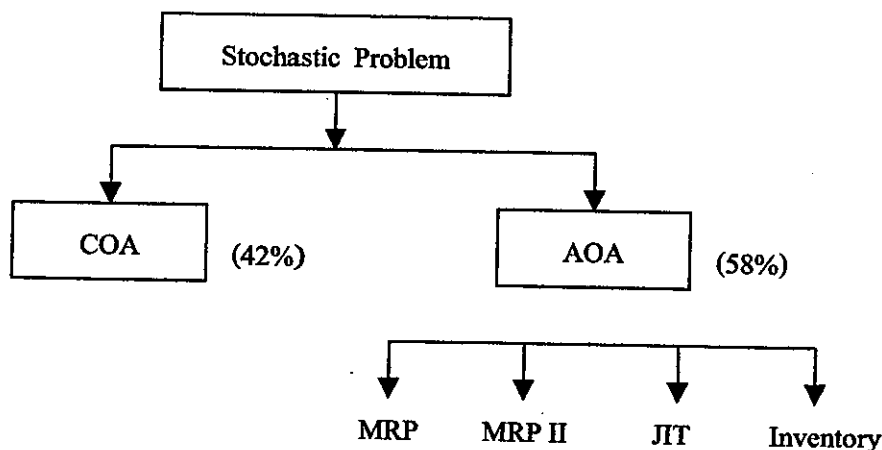 Stochastic Problem
COA
(42%)
AOA
(58%)
MRP
MRP II
JIT
Inventory